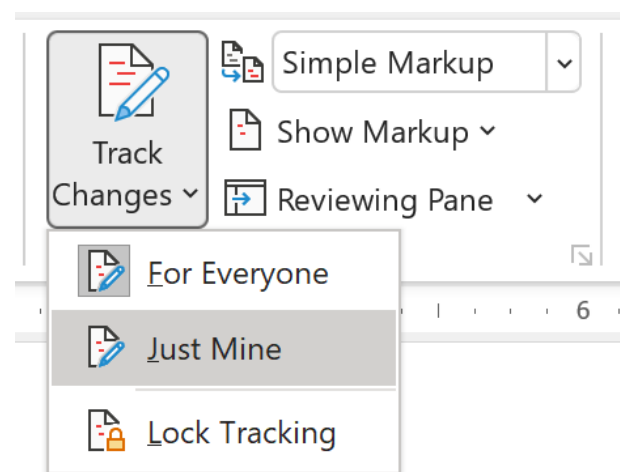 Track
Changes
Simple Markup
Show Markup
Reviewing Pane
For Everyone
Just Mine
Lock Tracking
6